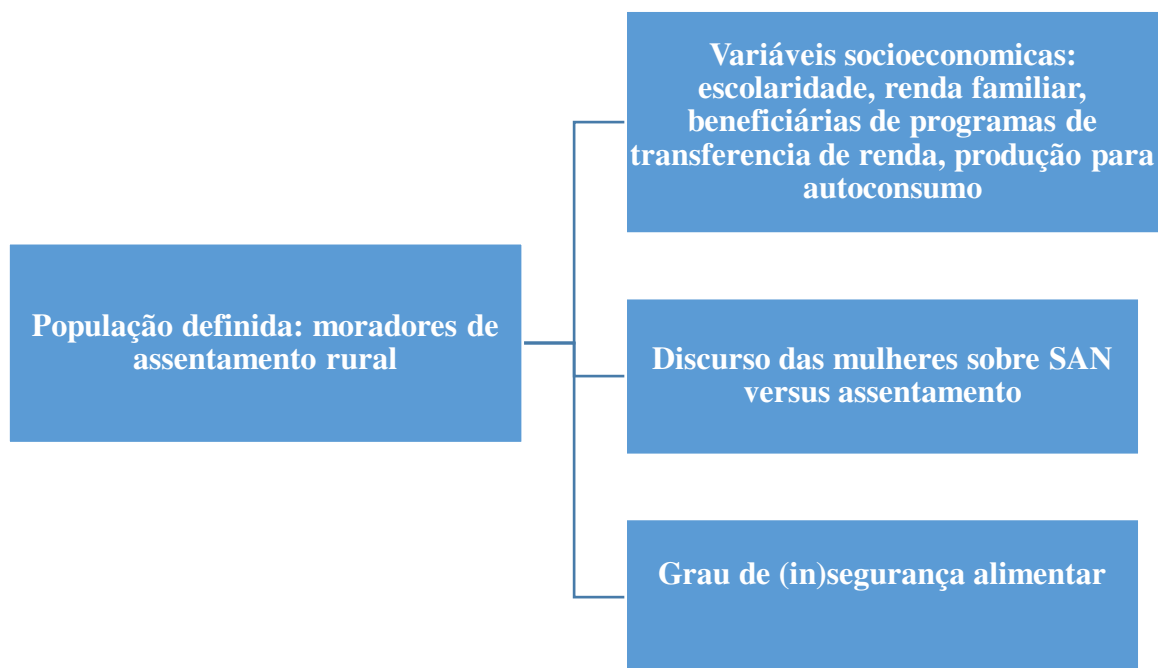 Variáveis socioeconomicas:
escolaridade, renda familiar,
beneficiárias de programas de
transferencia de renda, produção para
autoconsumo
População definida: moradores de
assentamento rural
Discurso das mulheres sobre SAN
versus assentamento
Grau de (in)segurança alimentar